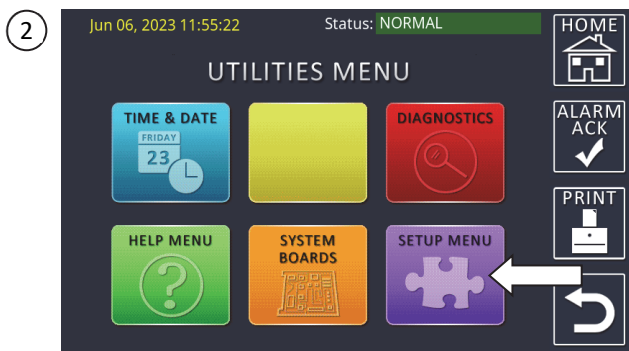 2
Jun 06, 2023 11:55:22
Status: NORMAL
HOME
UTILITIES MENU
ALARM
ACK
TIME & DATE
FRIDAY
23
DIAGNOSTICS
PRINT
HELP MENU
?
SYSTEM
BOARDS
SETUP MENU